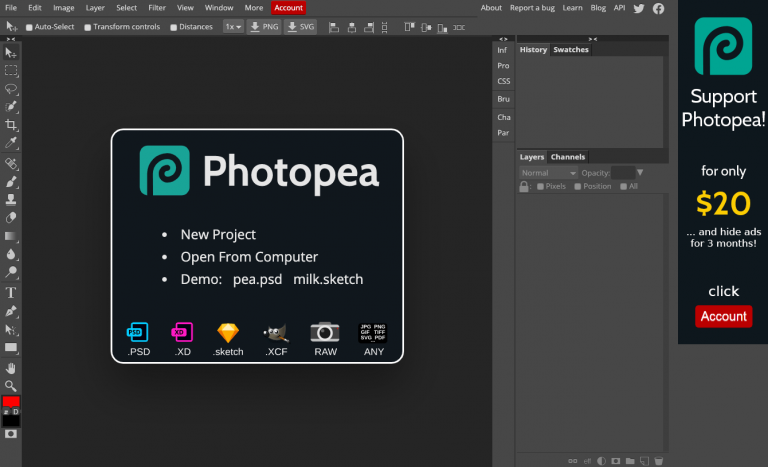 File Edit Image Layer Select Filter View Window More Account About Report a bug Learn Blog API
Auto-Select Transform controls Distances 1x PNG SVG
Inf
Pro
CSS
Bru
Cha
Par
History Swatches
Layers Channels
Normal Opacity:
Pixels Position All
T
D
eff
Photopea
• New Project
• Open From Computer
• Demo: pea.psd milk.sketch
PSD XD JPG PNG
GIF TIFF
SVG PDF
.PSD .XD .sketch .XCF RAW ANY
Support
Photopea!
for only
$20
... and hide ads
for 3 months!
click
Account